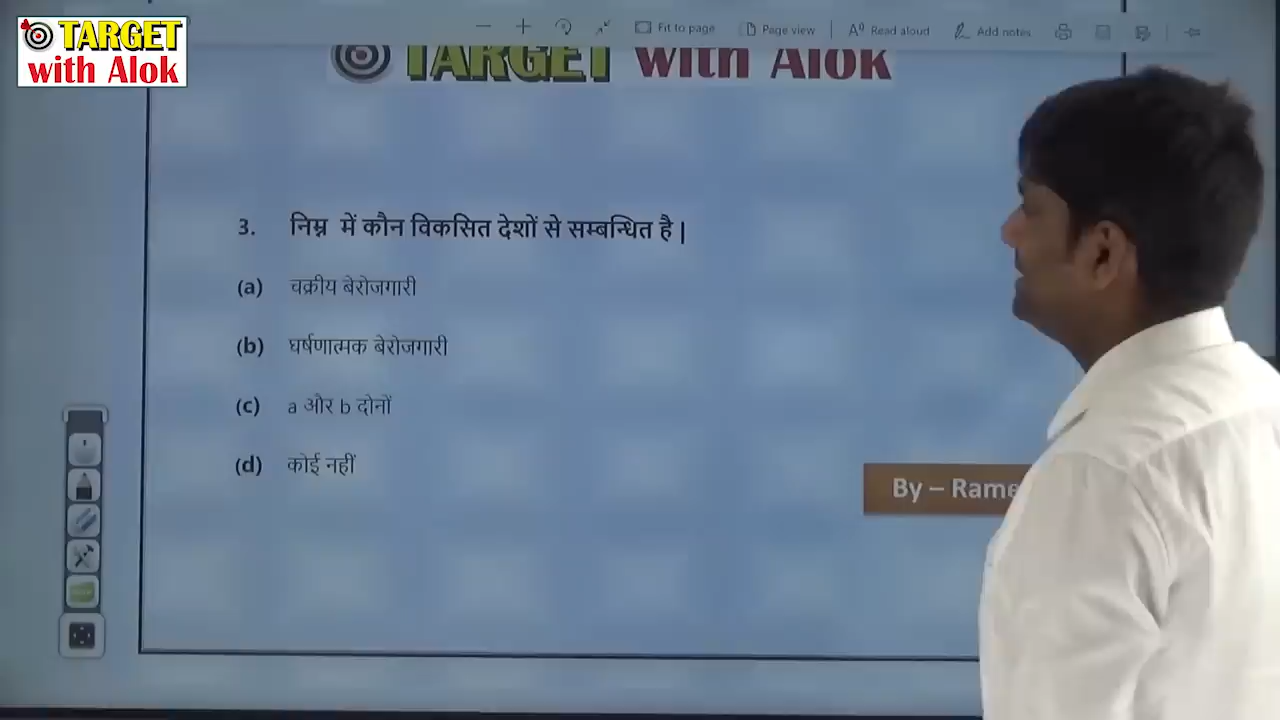 TARGET
with Alok
Fit to page
Page view
Read aloud
Add notes
TARGET with Alok
3. निम्न में कौन विकसित देशों से सम्बन्धित है |
(a) चक्रीय बेरोजगारी
(b) घर्षणात्मक बेरोजगारी
(c) a और b दोनों
(d) कोई नहीं
By – Rame